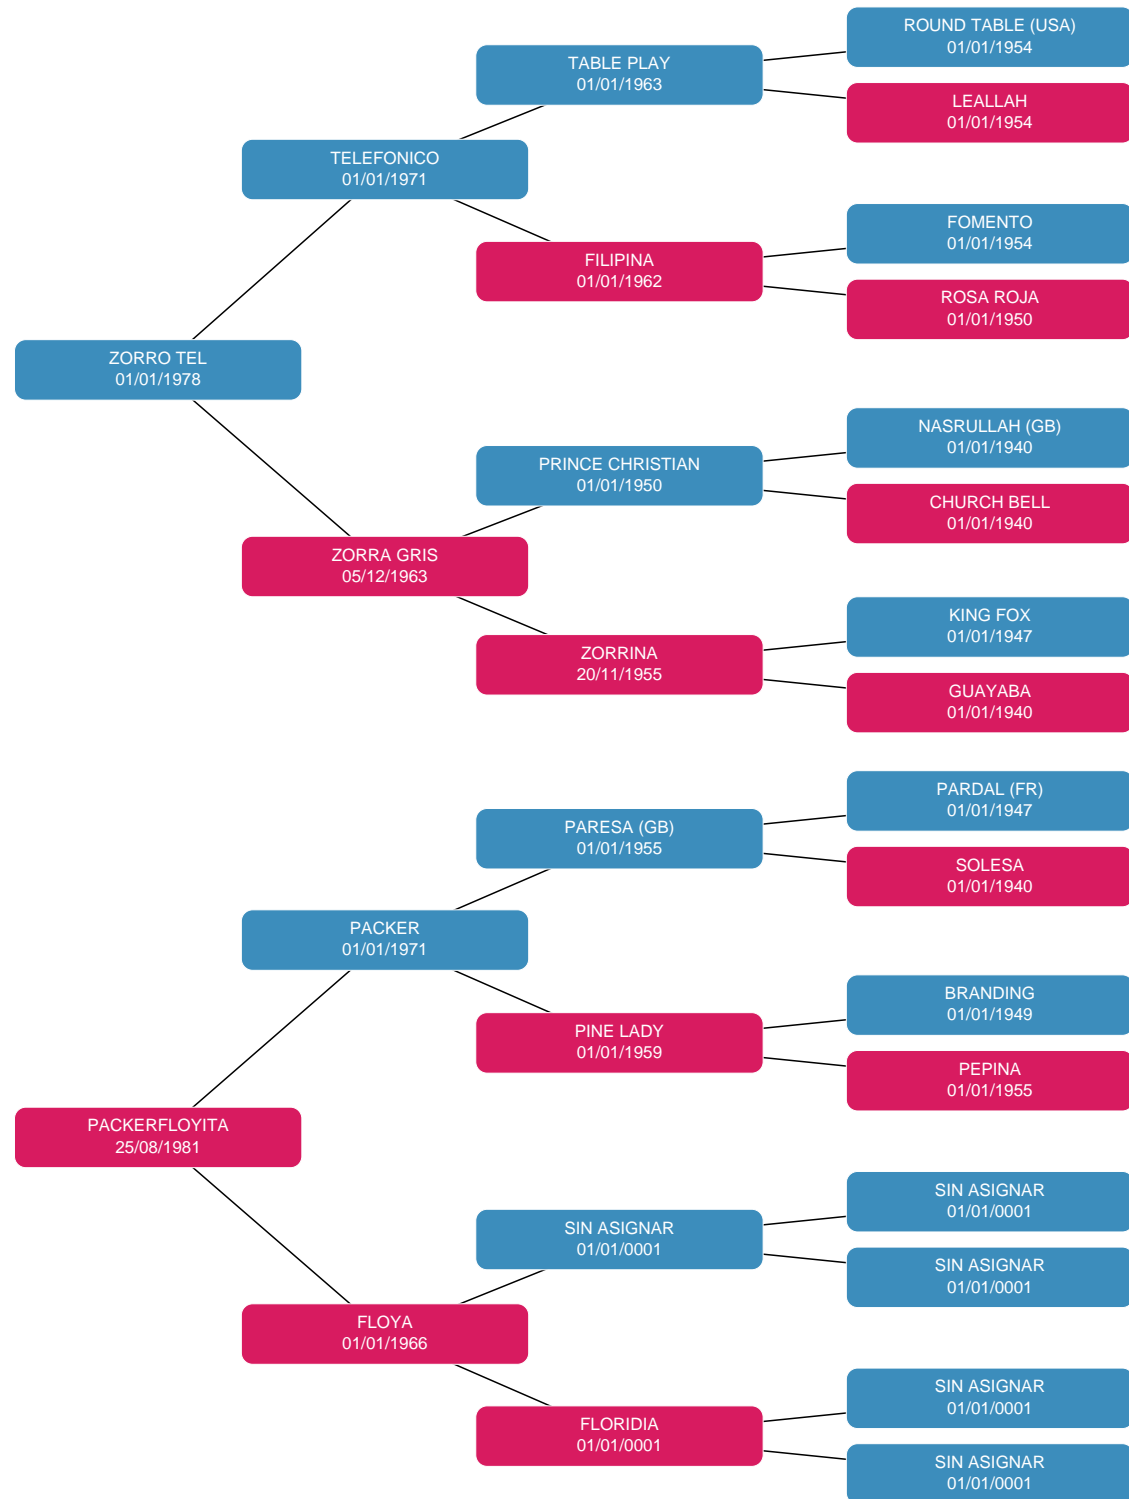 ROUND TABLE (USA)
01/01/1954
TABLE PLAY
01/01/1963
LEALLAH
01/01/1954
TELEFONICO
01/01/1971
FOMENTO
01/01/1954
FILIPINA
01/01/1962
ROSA ROJA
01/01/1950
ZORRO TEL
01/01/1978
NASRULLAH (GB)
01/01/1940
PRINCE CHRISTIAN
01/01/1950
CHURCH BELL
01/01/1940
ZORRA GRIS
05/12/1963
KING FOX
01/01/1947
ZORRINA
20/11/1955
GUAYABA
01/01/1940
PARDAL (FR)
01/01/1947
PARESA (GB)
01/01/1955
SOLESA
01/01/1940
PACKER
01/01/1971
BRANDING
01/01/1949
PINE LADY
01/01/1959
PEPINA
01/01/1955
PACKERFLOYITA
25/08/1981
SIN ASIGNAR
01/01/0001
SIN ASIGNAR
01/01/0001
SIN ASIGNAR
01/01/0001
FLOYA
01/01/1966
SIN ASIGNAR
01/01/0001
FLORIDIA
01/01/0001
SIN ASIGNAR
01/01/0001